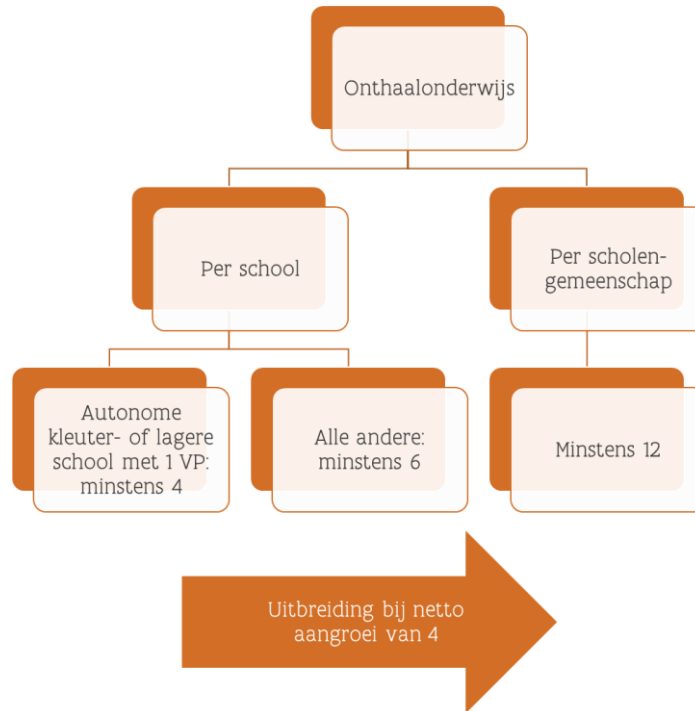 Onthaalonderwijs
Per school
Per scholen-
gemeenschap
Autonome
kleuter- of lagere
school met 1 VP:
minstens 4
Alle andere:
minstens 6
Minstens 12
Uitbreiding bij netto
aangroei van 4